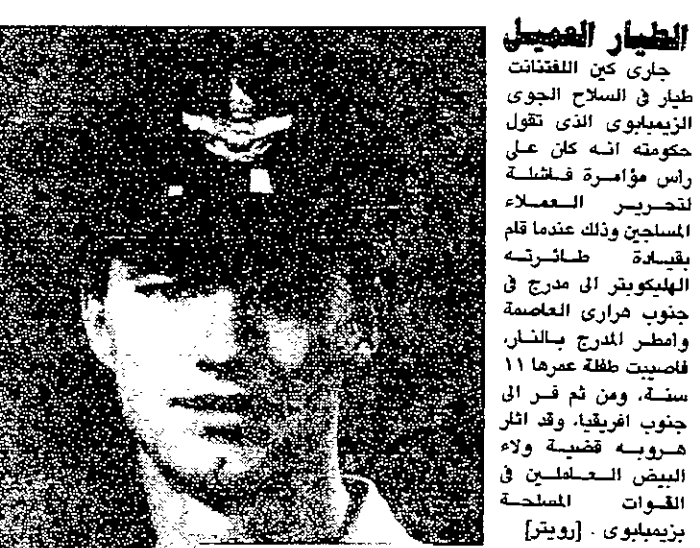 الطيار العميل
جارى كين اللفتنانت
طيار فى السلاح الجوى
الزيمبابوى الذى تقول
حكومته انه كان على
راس مؤامرة فاشلة
لتحرير العملاء
المسلحين وذلك عندما قام
بقيادة طائرته
الهليكوبتر الى مدرج فى
جنوب هرارى العاصمة
وامطر المدرج بالنار،
فاصيبت طفلة عمرها ١١
سنة، ومن ثم فر الى
جنوب افريقيا. وقد اثار
هروبه قضية ولاء
البيض العاملين فى
القوات المسلحة
بزيمبابوى. [رويتر]